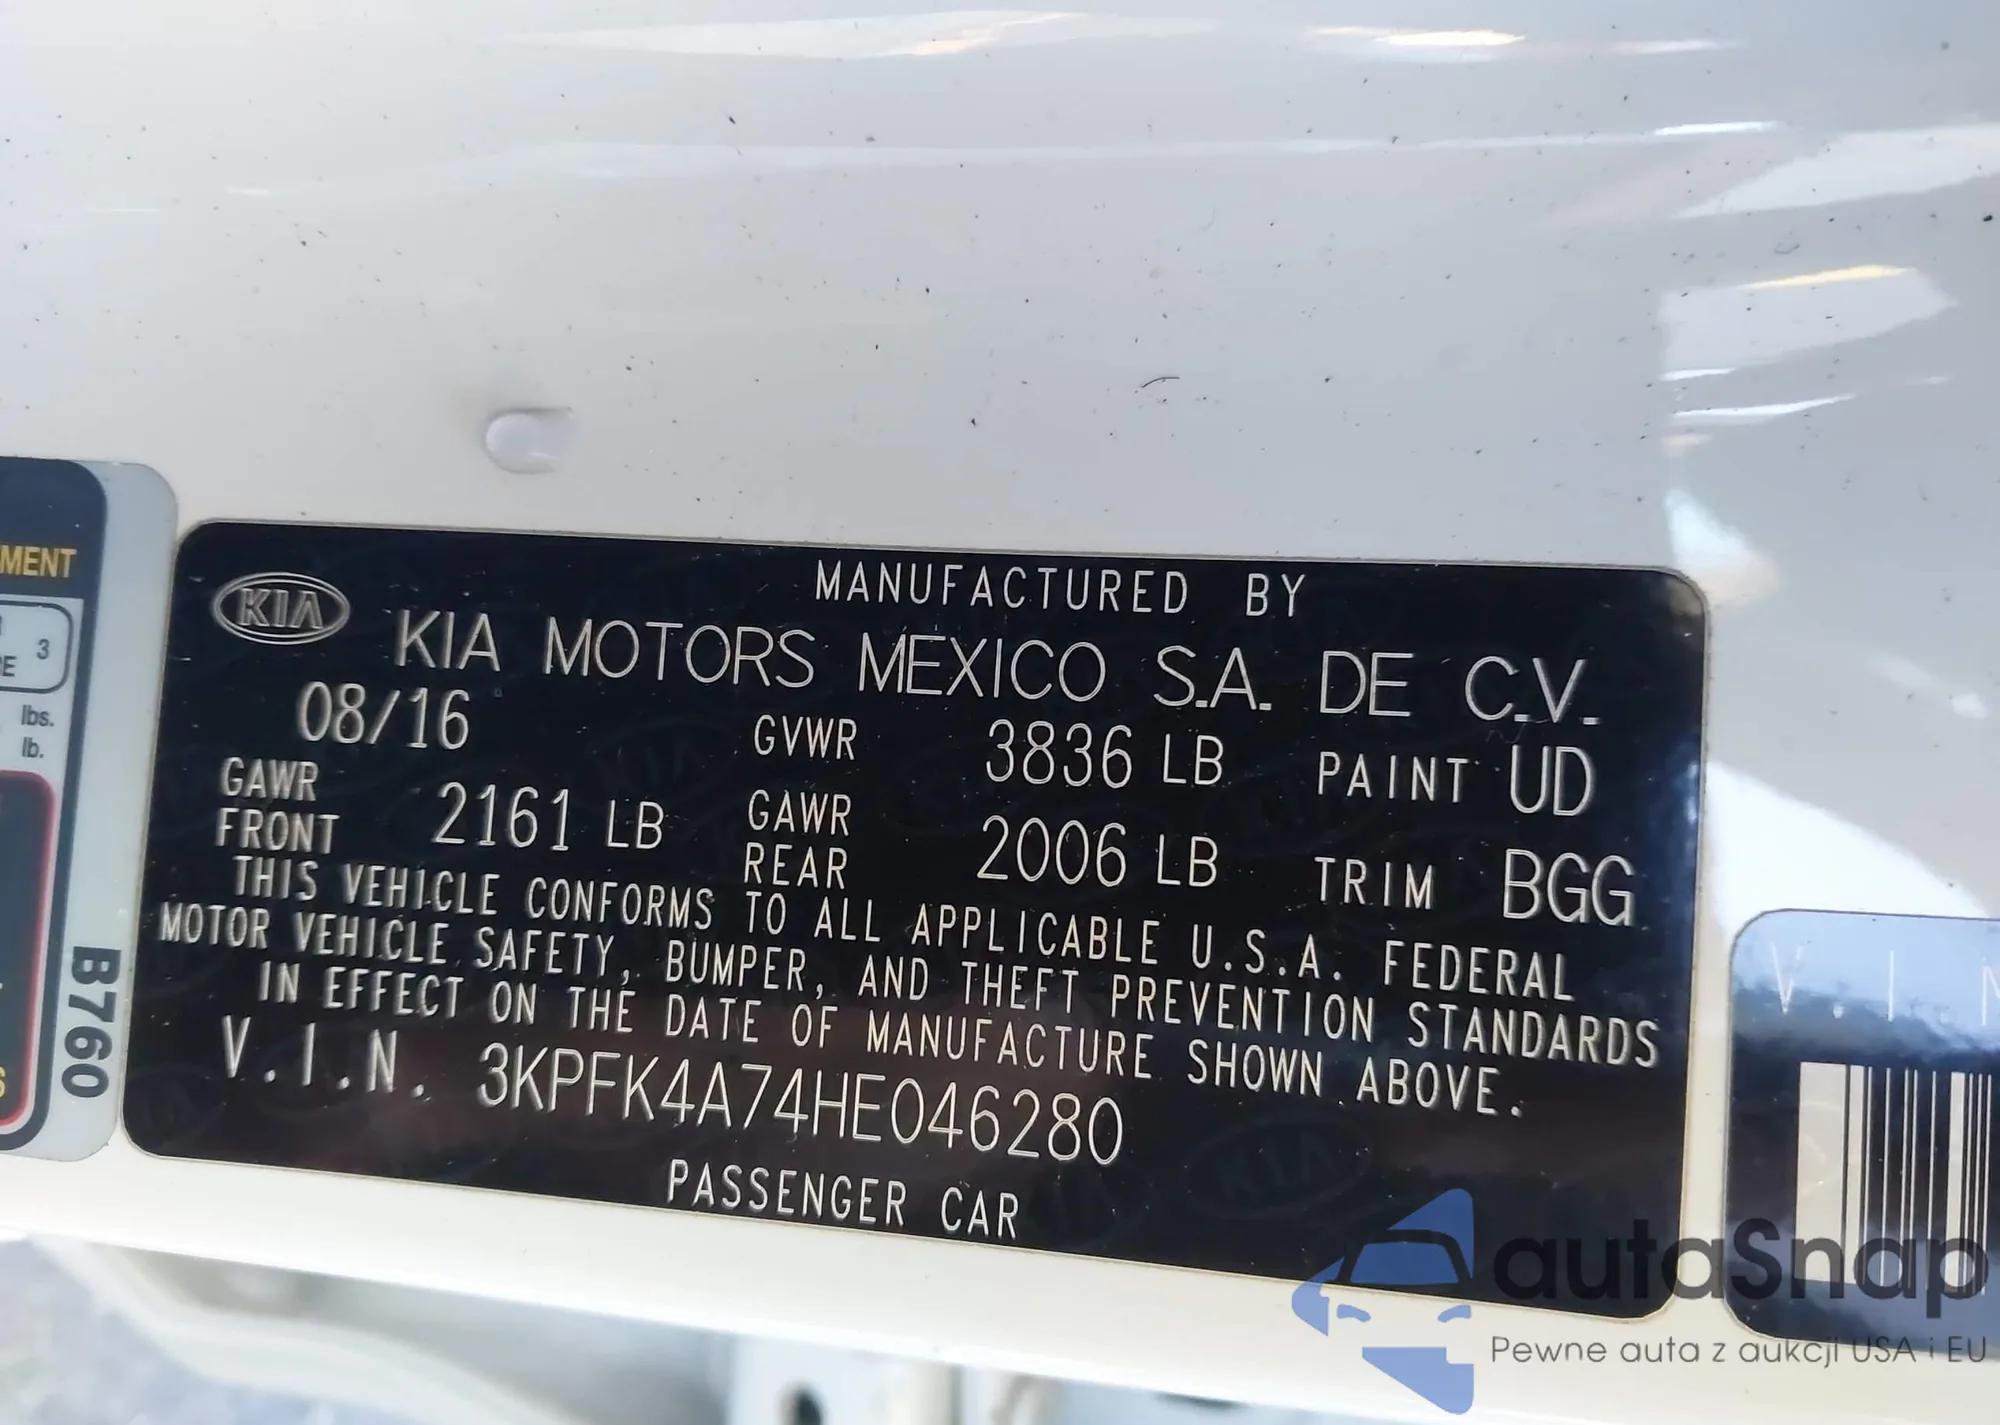 MENT
3
lbs.
lb.
B760
KIA
MANUFACTURED BY
KIA MOTORS MEXICO S.A. DE C.V.
08/16 GVWR 3836 LB PAINT UD
GAWR FRONT 2161 LB GAWR REAR 2006 LB TRIM BGG
THIS VEHICLE CONFORMS TO ALL APPLICABLE U.S.A. FEDERAL
MOTOR VEHICLE SAFETY, BUMPER, AND THEFT PREVENTION STANDARDS
IN EFFECT ON THE DATE OF MANUFACTURE SHOWN ABOVE.
V.I.N. 3KPFK4A74HE046280
PASSENGER CAR
V.I.N
autaSnap
Pewne auta z aukcji USA i EU